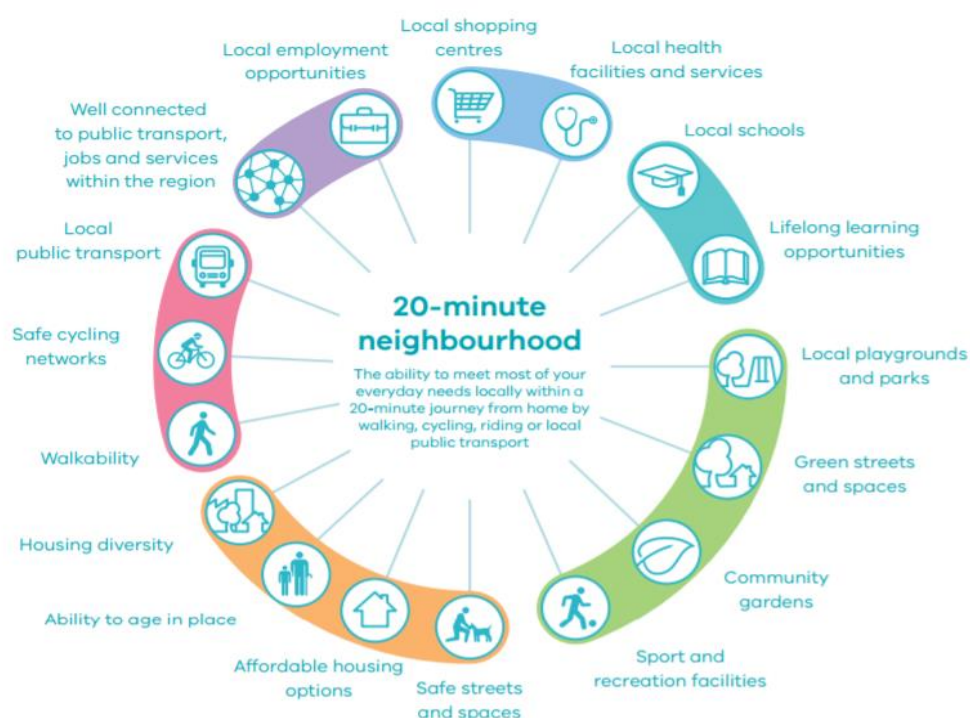 Local shopping
centres
Local health
facilities and services
Local schools
Lifelong learning
opportunities
Local playgrounds
and parks
Green streets
and spaces
Community
gardens
Sport and
recreation facilities
Safe streets
and spaces
Affordable housing
options
Ability to age in place
Housing diversity
Walkability
Safe cycling
networks
Local
public transport
Well connected
to public transport,
jobs and services
within the region
Local employment
opportunities
20-minute
neighbourhood
The ability to meet most of your
everyday needs locally within a
20-minute journey from home by
walking, cycling, riding or local
public transport